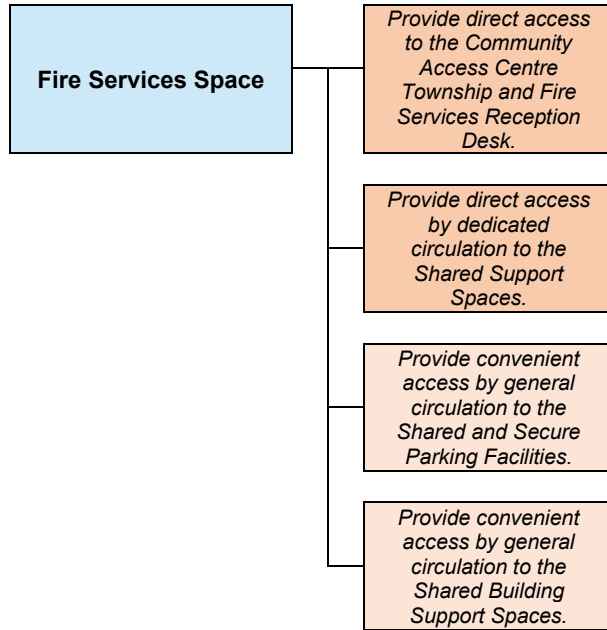 Fire Services Space
Provide direct access
to the Community
Access Centre
Township and Fire
Services Reception
Desk.
Provide direct access
by dedicated
circulation to the
Shared Support
Spaces.
Provide convenient
access by general
circulation to the
Shared and Secure
Parking Facilities.
Provide convenient
access by general
circulation to the
Shared Building
Support Spaces.